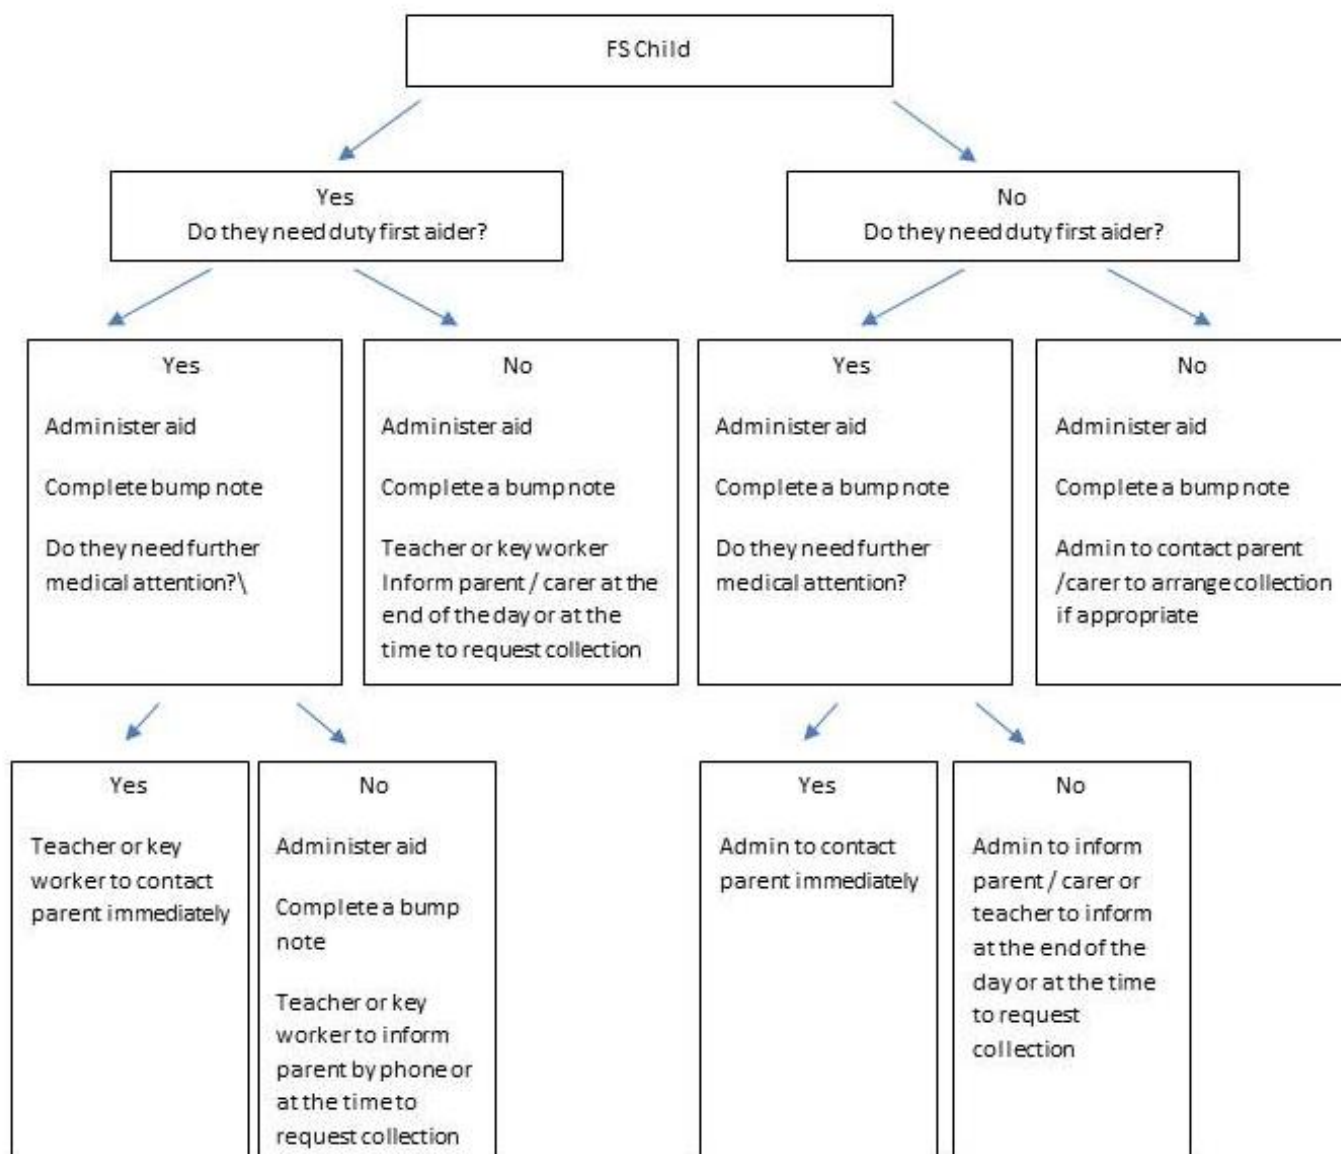 FS Child
Yes
Do they need duty first aider?
No
Do they need duty first aider?
Yes
Administer aid
Complete bump note
Do they need further
medical attention?\
No
Administer aid
Complete a bump note
Teacher or key worker
Inform parent / carer at the
end of the day or at the
time to request collection
Yes
Administer aid
Complete a bump note
Do they need further
medical attention?
No
Administer aid
Complete a bump note
Admin to contact parent
/carer to arrange collection
if appropriate
Yes
Teacher or key
worker to contact
parent immediately
No
Administer aid
Complete a bump
note
Teacher or key
worker to inform
parent by phone or
at the time to
request collection
Yes
Admin to contact
parent immediately
No
Admin to inform
parent / carer or
teacher to inform
at the end of the
day or at the time
to request
collection